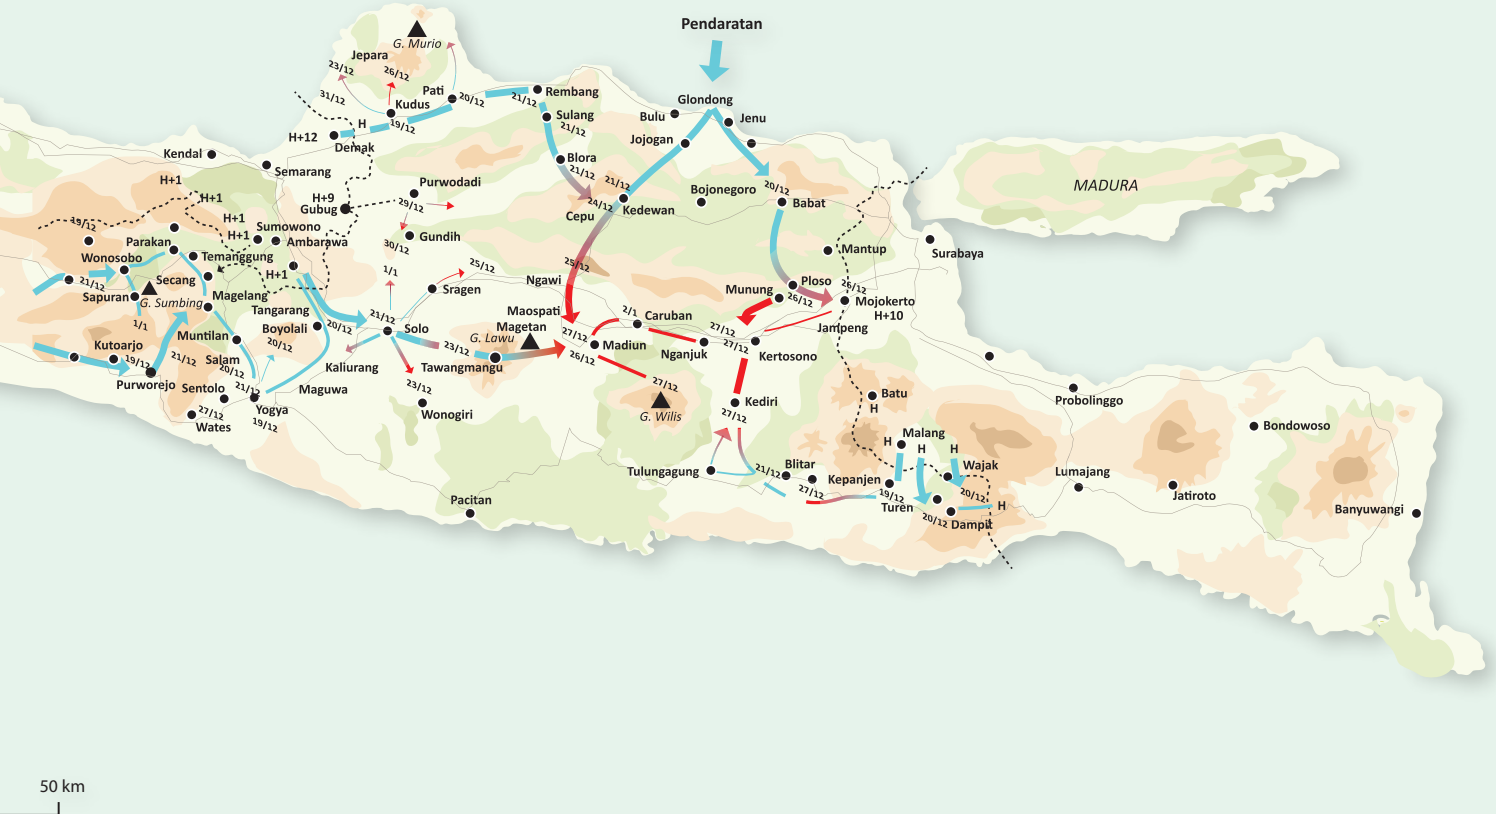 Pendaratan
G. Murio
Jepara
23/12
26/12
Pati
20/12
21/12
Rembang
31/12
Kudus
H
19/12
H+12
Demak
Sulang
21/12
Glondong
Bulu
Jenu
Jojogan
Kendal
Semarang
Blora
21/12
21/12
H+1
H+1
H+9
Gubug
Purwodadi
29/12
24/12
Cepu
Kedewan
Bojonegoro
20/12
Babat
MADURA
19/12
H+1
H+1
Sumowono
Ambarawa
Parakan
Gundih
30/12
Wonosobo
Temanggung
Mantup
Surabaya
21/12
Secang
H+1
1/1
25/12
25/12
Ngawi
Sapuran
G. Sumbing
Magelang
Sragen
Munung
Ploso
26/12
26/12
Mojokerto
H+10
Tangarang
Maospati
Magetan
2/1
Caruban
1/1
Boyolali
20/12
21/12
Solo
27/12
27/12
Jampeng
Kutoarjo
Muntilan
20/12
G. Lawu
23/12
26/12
Madiun
Nganjuk
27/12
Kertosono
19/12
21/12
Salam
20/12
Kaliurang
Tawangmangu
Purworejo
Sentolo
21/12
Maguwa
23/12
27/12
Batu
H
Probolinggo
27/12
Wates
Yogya
19/12
Wonogiri
G. Wilis
Kediri
27/12
H
Malang
H
H
Bondowoso
Tulungagung
21/12
Blitar
27/12
Kepanjen
19/12
Wajak
20/12
Lumajang
Jatiroto
Pacitan
Turen
20/12
Dampit
H
Banyuwangi
50 km